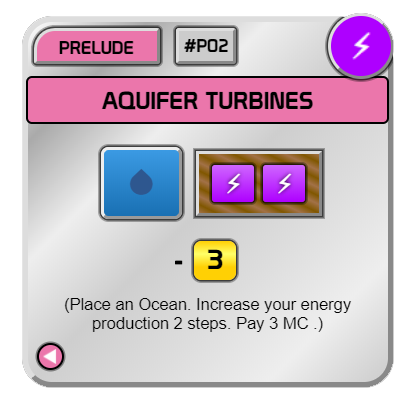 PRELUDE #P02
AQUIFER TURBINES
- 3
(Place an Ocean. Increase your energy
production 2 steps. Pay 3 MC .)